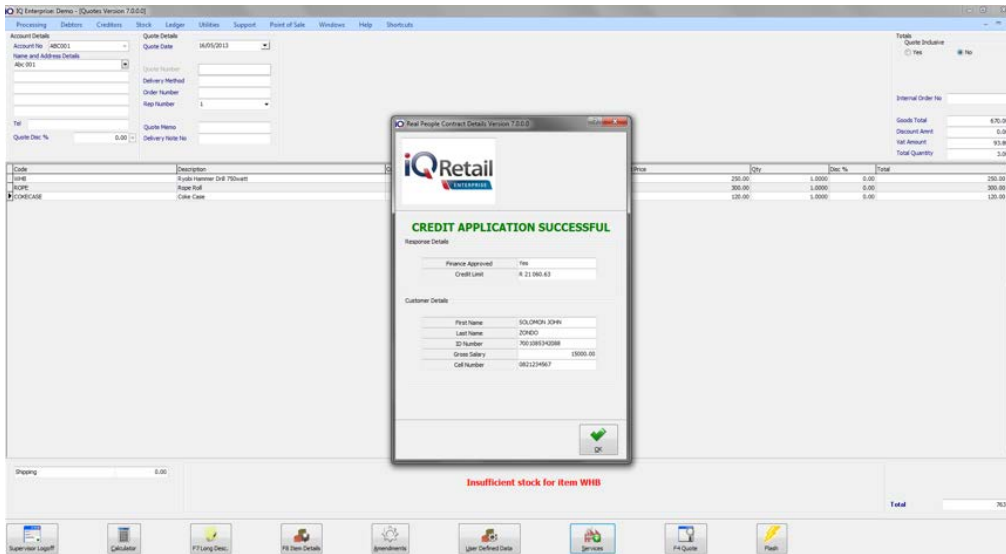 IQ Enterprise: Demo - [Quotes Version 7.0.0.0]
Processing Debtors Creditors Stock Ledger Utilities Support Point of Sale Windows Help Shortcuts
Account Details Quote Details Totals
Account No ABC001 Quote Date 16/05/2013 Quote Inclusive
Name and Address Details Yes No
Abc 001 Quote Number
Delivery Method
Order Number
Rep Number 1 Internal Order No
Tel Quote Memo Goods Total 670.0
Quote Disc % 0.00 Delivery Note No Discount Amnt 0.0
Vat Amount 93.8
Total Quantity 3.0
Code Description Price Qty Disc % Total
WHB Ryobi Hammer Drill 750watt 250.00 1.0000 0.00 250.00
ROPE Rope Roll 300.00 1.0000 0.00 300.00
COKECASE Coke Case 120.00 1.0000 0.00 120.00
Real People Contract Details Version 7.0.0.0
iQRetail
ENTERPRISE
CREDIT APPLICATION SUCCESSFUL
Response Details
Finance Approved Yes
Credit Limit R 21 060.63
Customer Details
First Name SOLOMON JOHN
Last Name ZONDO
ID Number 7001085342088
Gross Salary 15000.00
Cell Number 0821234567
OK
Shipping 0.00
Insufficient stock for item WHB
Total 763
Supervisor Logoff Calculator F7 Long Desc. F8 Item Details Amendments User Defined Data Services F4 Quote Flash